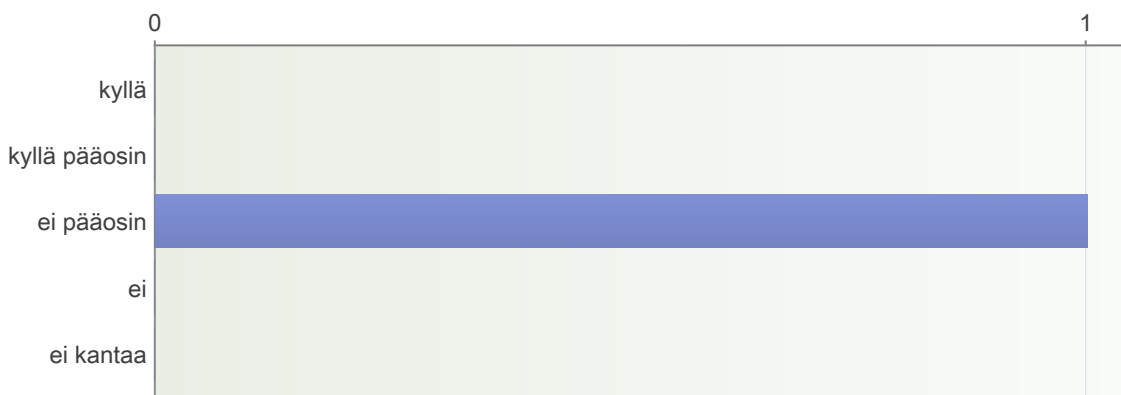 0 1
kyllä
kyllä pääosin
ei pääosin
ei
ei kantaa